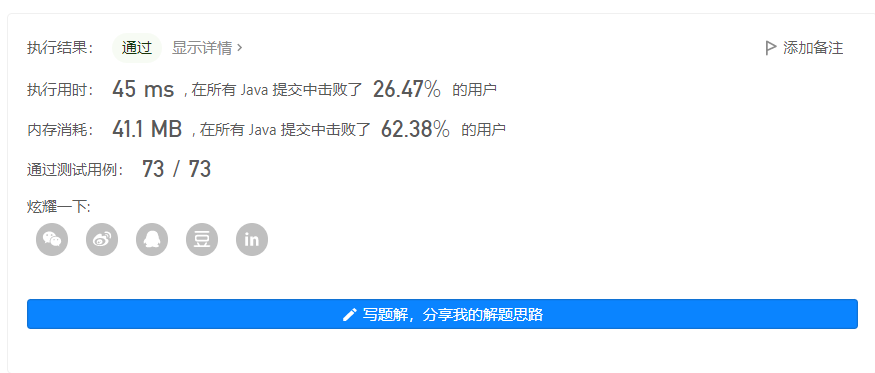 执行结果： 通过 显示详情 > 添加备注
执行用时： 45 ms , 在所有 Java 提交中击败了 26.47% 的用户
内存消耗： 41.1 MB , 在所有 Java 提交中击败了 62.38% 的用户
通过测试用例： 73 / 73
炫耀一下:
豆 in
写题解，分享我的解题思路